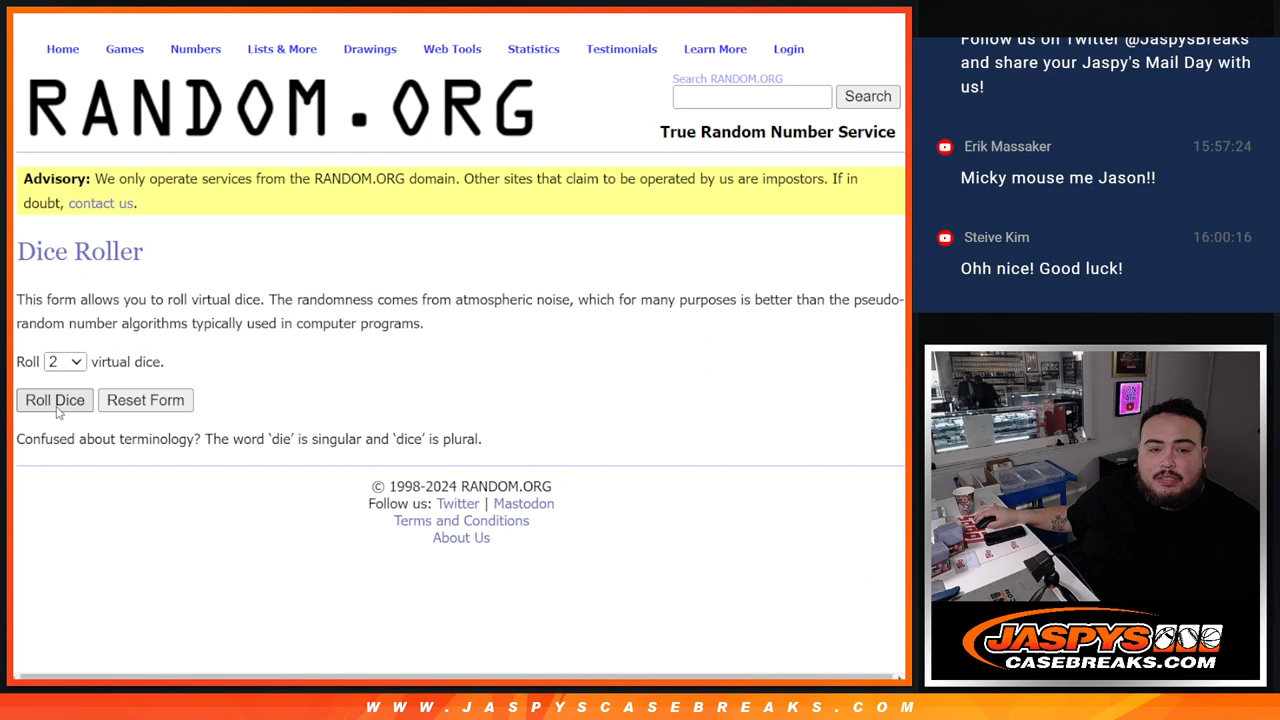 Home Games Numbers Lists & More Drawings Web Tools Statistics Testimonials Learn More Login
RANDOM.ORG
Search RANDOM.ORG
Search
True Random Number Service
Advisory: We only operate services from the RANDOM.ORG domain. Other sites that claim to be operated by us are impostors. If in
doubt, contact us.
Dice Roller
This form allows you to roll virtual dice. The randomness comes from atmospheric noise, which for many purposes is better than the pseudo-
random number algorithms typically used in computer programs.
Roll 2 virtual dice.
Roll Dice Reset Form
Confused about terminology? The word ‘die’ is singular and ‘dice’ is plural.
© 1998-2024 RANDOM.ORG
Follow us: Twitter | Mastodon
Terms and Conditions
About Us
Follow us on Twitter @JaspysBreaks
and share your Jaspy's Mail Day with
us!
Erik Massaker 15:57:24
Micky mouse me Jason!!
Steive Kim 16:00:16
Ohh nice! Good luck!
ON AIR
JASPYS
CASEBREAKS.COM
WWW.JASPYSCASEBREAKS.COM